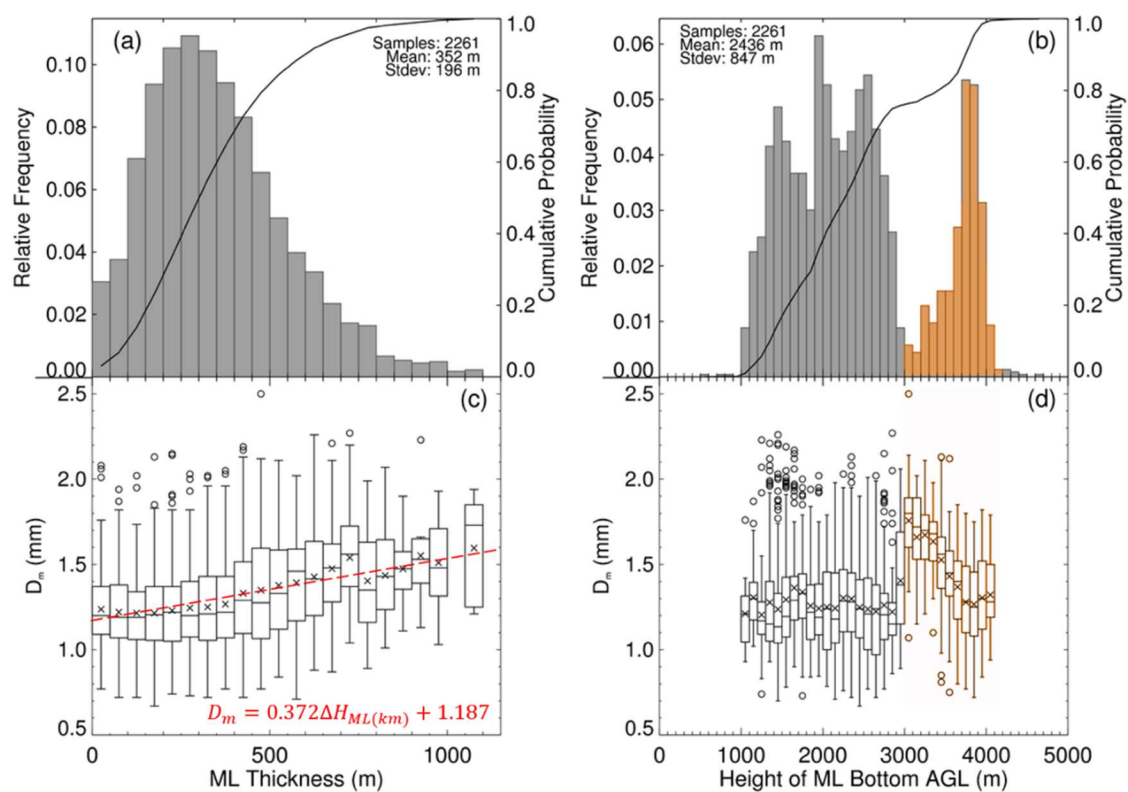 (a)
Samples: 2261
Mean: 352 m
Stdev: 196 m
0.10
0.08
0.06
0.04
0.02
0.00
Relative Frequency
1.0
0.8
0.6
0.4
0.2
0.0
Cumulative Probability
(b)
Samples: 2261
Mean: 2436 m
Stdev: 847 m
0.06
0.05
0.04
0.03
0.02
0.01
0.00
Relative Frequency
1.0
0.8
0.6
0.4
0.2
0.0
Cumulative Probability
(c)
2.5
2.0
1.5
1.0
0.5
Dm (mm)
Dm = 0.372ΔHML(km) + 1.187
0 500 1000
ML Thickness (m)
(d)
2.5
2.0
1.5
1.0
0.5
Dm (mm)
0 1000 2000 3000 4000 5000
Height of ML Bottom AGL (m)